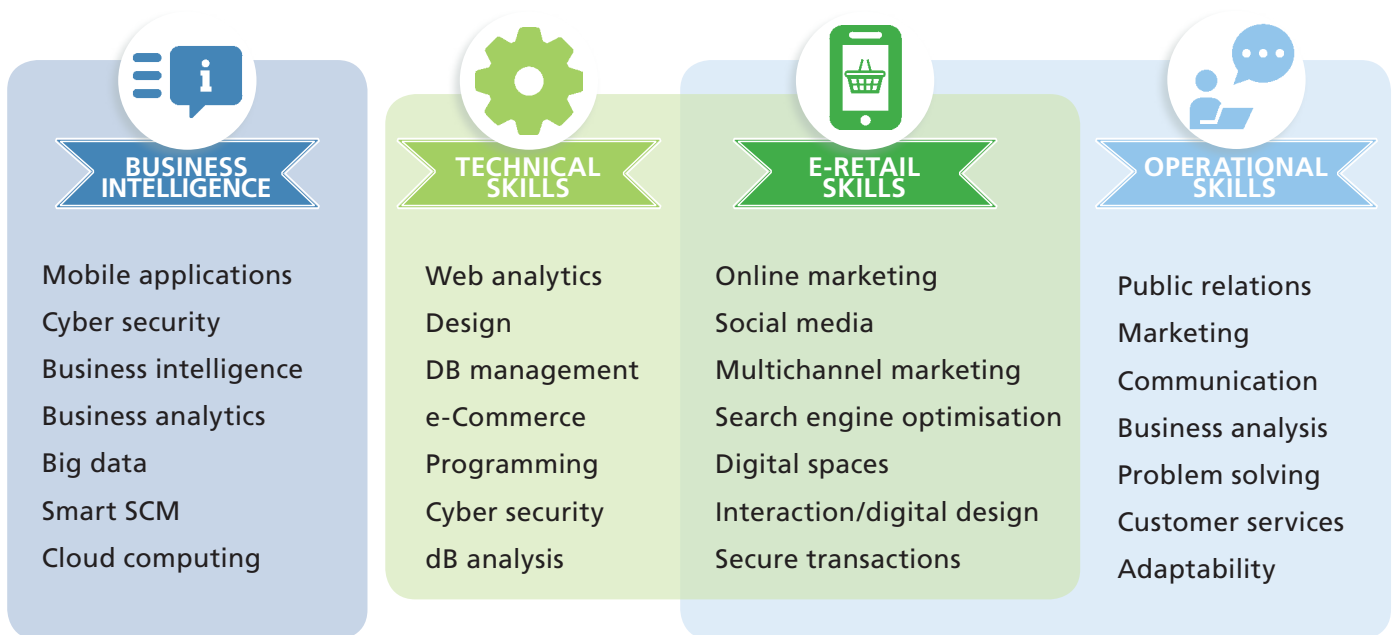 BUSINESS
INTELLIGENCE
Mobile applications
Cyber security
Business intelligence
Business analytics
Big data
Smart SCM
Cloud computing
TECHNICAL
SKILLS
Web analytics
Design
DB management
e-Commerce
Programming
Cyber security
dB analysis
E-RETAIL
SKILLS
Online marketing
Social media
Multichannel marketing
Search engine optimisation
Digital spaces
Interaction/digital design
Secure transactions
OPERATIONAL
SKILLS
Public relations
Marketing
Communication
Business analysis
Problem solving
Customer services
Adaptability